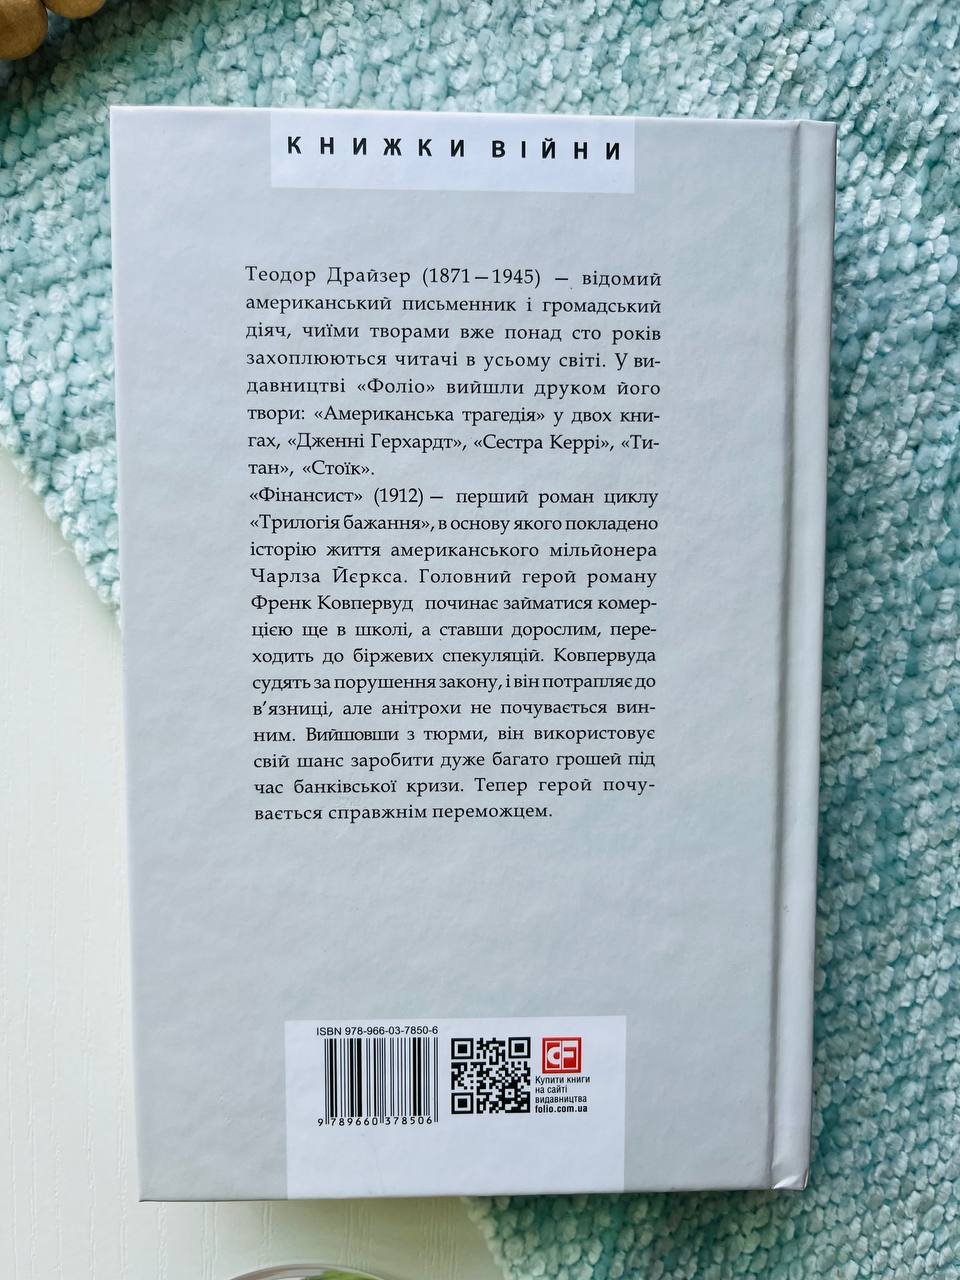 КНИЖКИ ВІЙНИ
Теодор Драйзер (1871—1945) — відомий
американський письменник і громадський
діяч, чиїми творами вже понад сто років
захоплюються читачі в усьому світі. У ви-
давництві «Фоліо» вийшли друком його
твори: «Американська трагедія» у двох кни-
гах, «Дженні Герхардт», «Сестра Керрі», «Ти-
тан», «Стоїк».
«Фінансист» (1912) — перший роман циклу
«Трилогія бажання», в основу якого покладено
історію життя американського мільйонера
Чарлза Йєркса. Головний герой роману
Френк Ковпервуд починає займатися комер-
цією ще в школі, а ставши дорослим, пере-
ходить до біржевих спекуляцій. Ковпервуда
судять за порушення закону, і він потрапляє до
в’язниці, але анітрохи не почувається вин-
ним. Вийшовши з тюрми, він використовує
свій шанс заробити дуже багато грошей під
час банківської кризи. Тепер герой почу-
вається справжнім переможцем.
ISBN 978-966-03-7850-6
9 789660 378506
CF
Купити книги
на сайті
видавництва
folio.com.ua